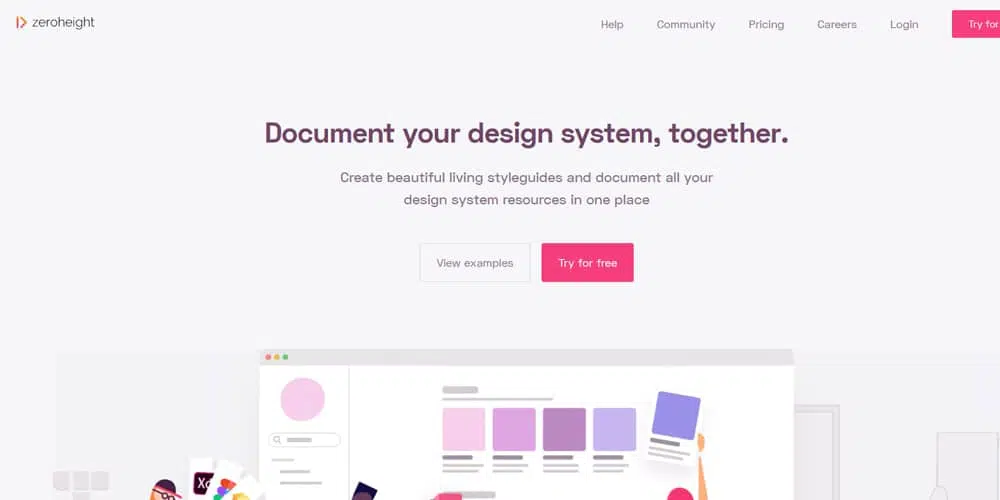 zeroheight
Help
Community
Pricing
Careers
Login
Try for
Document your design system, together.
Create beautiful living styleguides and document all your
design system resources in one place
View examples
Try for free